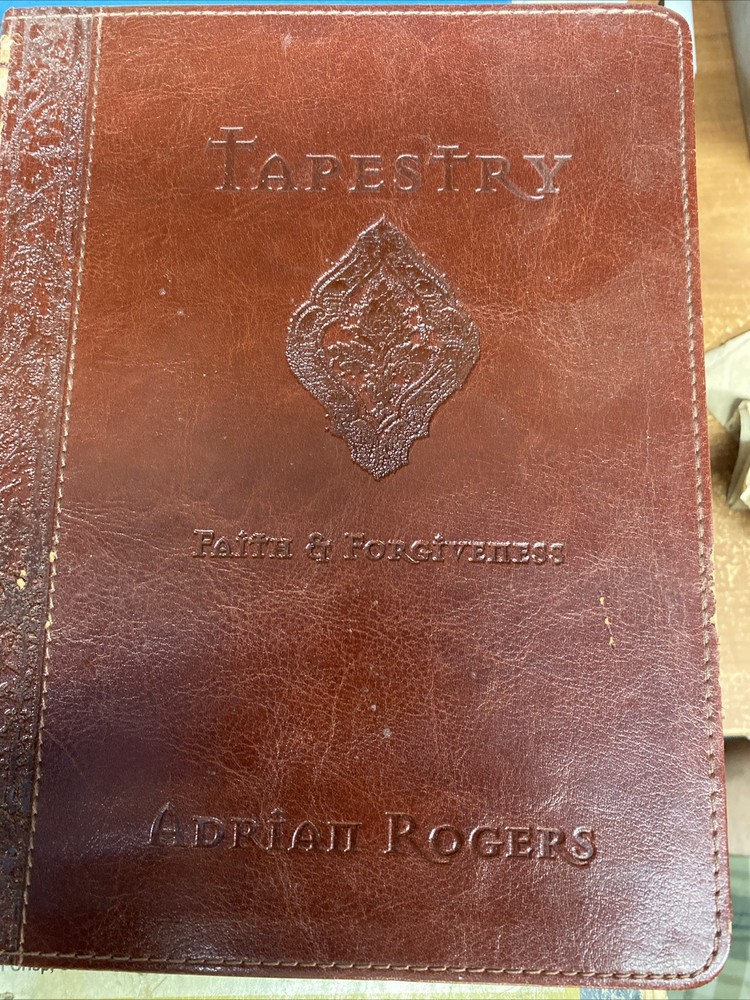 TAPESTRY
FAITH & FORGIVENESS
ADRIAN ROGERS